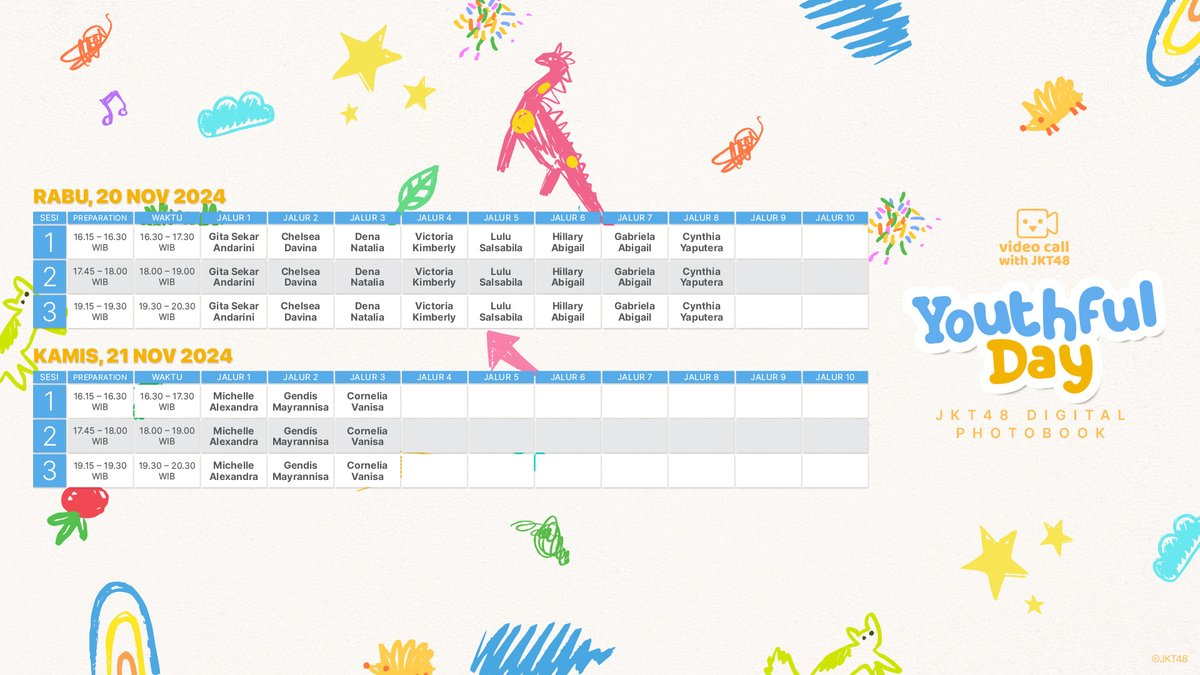 RABU, 20 NOV 2024
SESI PREPARATION WAKTU JALUR 1 JALUR 2 JALUR 3 JALUR 4 JALUR 5 JALUR 6 JALUR 7 JALUR 8 JALUR 9 JALUR 10
1 16.15 – 16.30 WIB 16.30 – 17.30 WIB Gita Sekar Andarini Chelsea Davina Dena Natalia Victoria Kimberly Lulu Salsabila Hillary Abigail Gabriela Abigail Cynthia Yaputera
2 17.45 – 18.00 WIB 18.00 – 19.00 WIB Gita Sekar Andarini Chelsea Davina Dena Natalia Victoria Kimberly Lulu Salsabila Hillary Abigail Gabriela Abigail Cynthia Yaputera
3 19.15 – 19.30 WIB 19.30 – 20.30 WIB Gita Sekar Andarini Chelsea Davina Dena Natalia Victoria Kimberly Lulu Salsabila Hillary Abigail Gabriela Abigail Cynthia Yaputera
KAMIS, 21 NOV 2024
SESI PREPARATION WAKTU JALUR 1 JALUR 2 JALUR 3 JALUR 4 JALUR 5 JALUR 6 JALUR 7 JALUR 8 JALUR 9 JALUR 10
1 16.15 – 16.30 WIB 16.30 – 17.30 WIB Michelle Alexandra Gendis Mayrannisa Cornelia Vanisa
2 17.45 – 18.00 WIB 18.00 – 19.00 WIB Michelle Alexandra Gendis Mayrannisa Cornelia Vanisa
3 19.15 – 19.30 WIB 19.30 – 20.30 WIB Michelle Alexandra Gendis Mayrannisa Cornelia Vanisa
video call
with JKT48
Youthful
Day
JKT48 DIGITAL
PHOTOBOOK
©JKT48